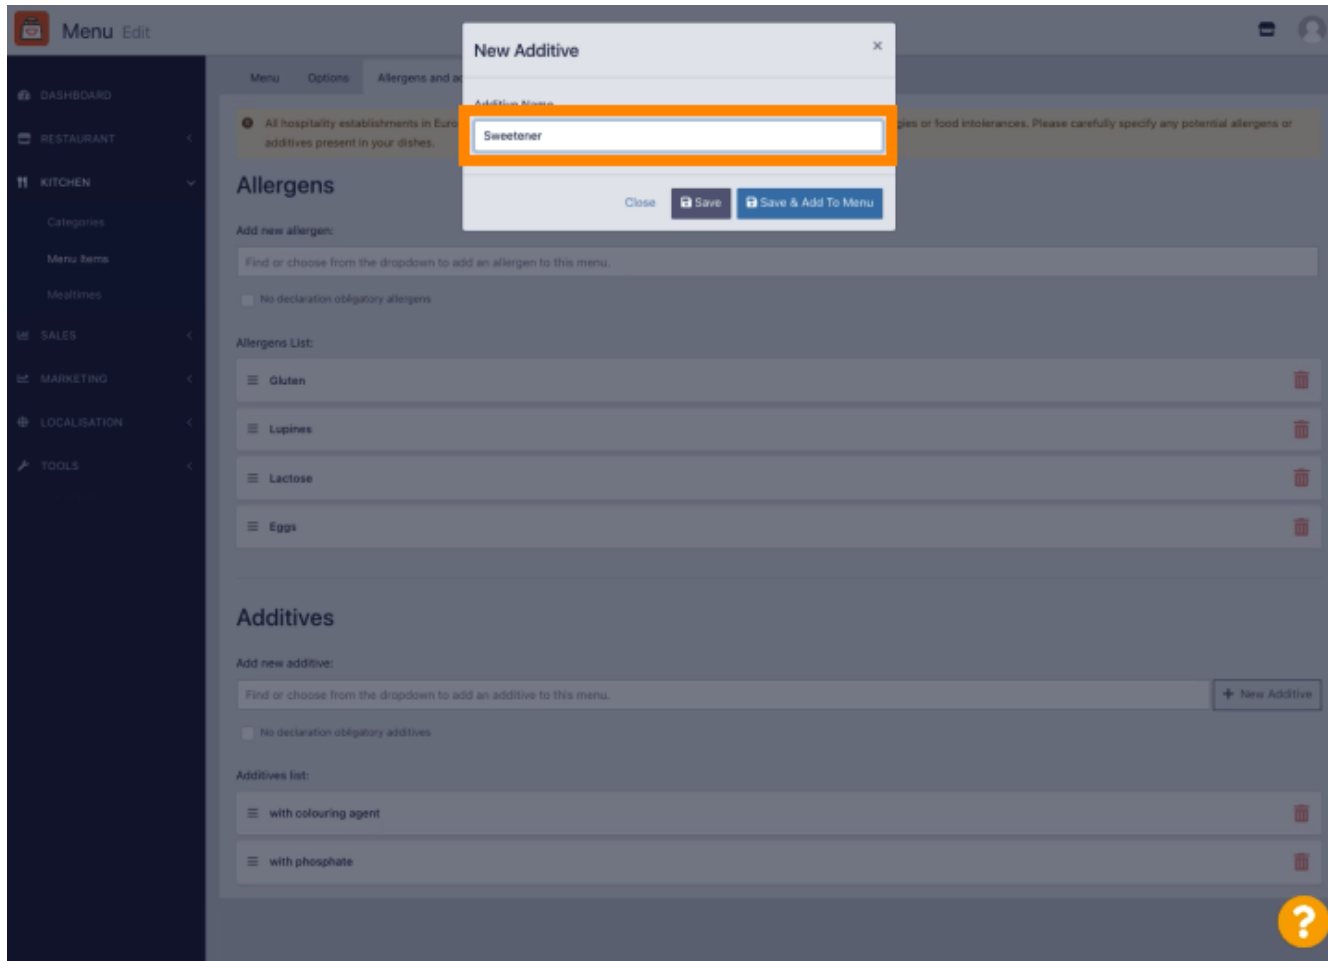 Menu Edit
New Additive
×
DASHBOARD
RESTAURANT
KITCHEN
Categories
Menu Items
Mealtimes
SALES
MARKETING
LOCALISATION
TOOLS
Menu Options Allergens and ad
All hospitality establishments in Euro gies or food intolerances. Please carefully specify any potential allergens or
additives present in your dishes.
Additive Name
Sweetener
Close Save Save & Add To Menu
Allergens
Add new allergen:
Find or choose from the dropdown to add an allergen to this menu.
No declaration obligatory allergens
Allergens List:
Gluten
Lupines
Lactose
Eggs
Additives
Add new additive:
Find or choose from the dropdown to add an additive to this menu.
+ New Additive
No declaration obligatory additives
Additives list:
with colouring agent
with phosphate
?